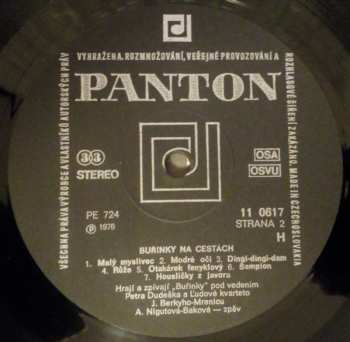 VYHRAŽENA. ROZMNOŽOVÁNÍ, VEŘEJNÉ PROVOZOVÁNÍ A
ROZHLASOVÉ ŠÍŘENÍ ZAKÁZÁNO. MADE IN CZECHOSLOVAKIA
VŠECHNA PRÁVA VÝROBCE A VLASTNÍKŮ AUTORSKÝCH PRÁV
PANTON
33
STEREO
OSA
OSVU
PE 724
11 0617
Ⓟ 1976
STRANA 2
H
BUŘINKY NA CESTÁCH
1. Malý myslivec 2. Modré oči 3. Dingi-dingi-dam
4. Růže 5. Otakárek fenyklový 6. Šampion
7. Housličky z javora
Hrají a zpívají „Buřinky" pod vedením
Petra Dudeška a Ľudové kvarteto
J. Berkyho-Mrenicu
A. Nigutová-Baková — zpěv